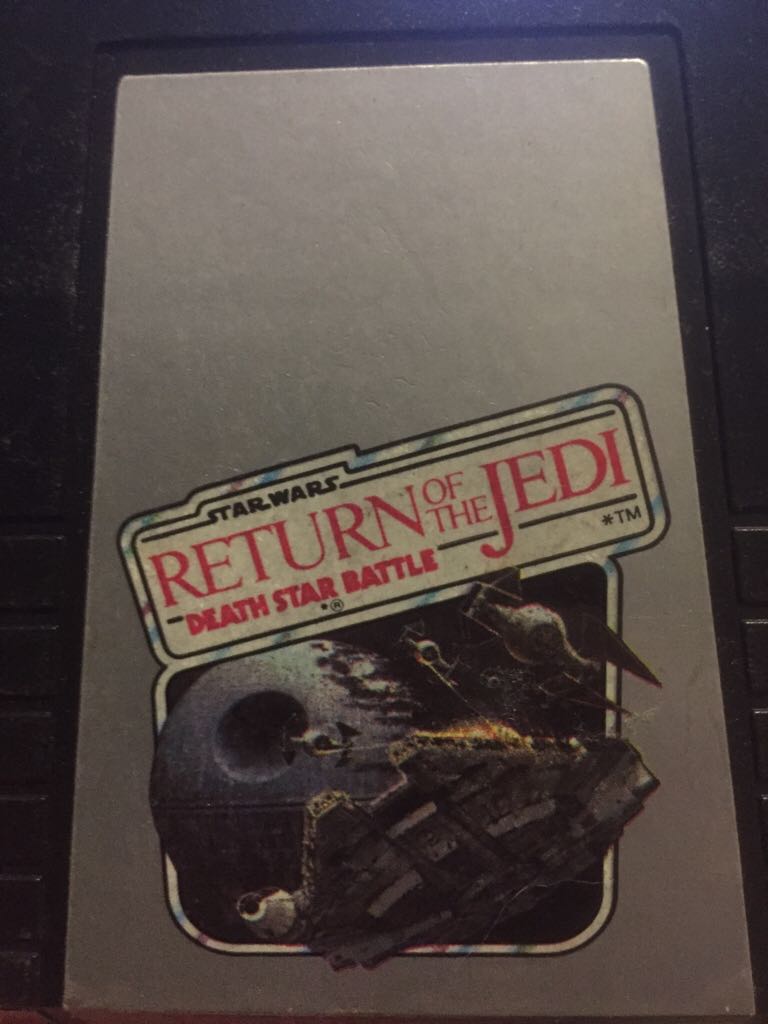 STAR WARS
RETURN OF THE JEDI
*TM
DEATH STAR BATTLE
*®